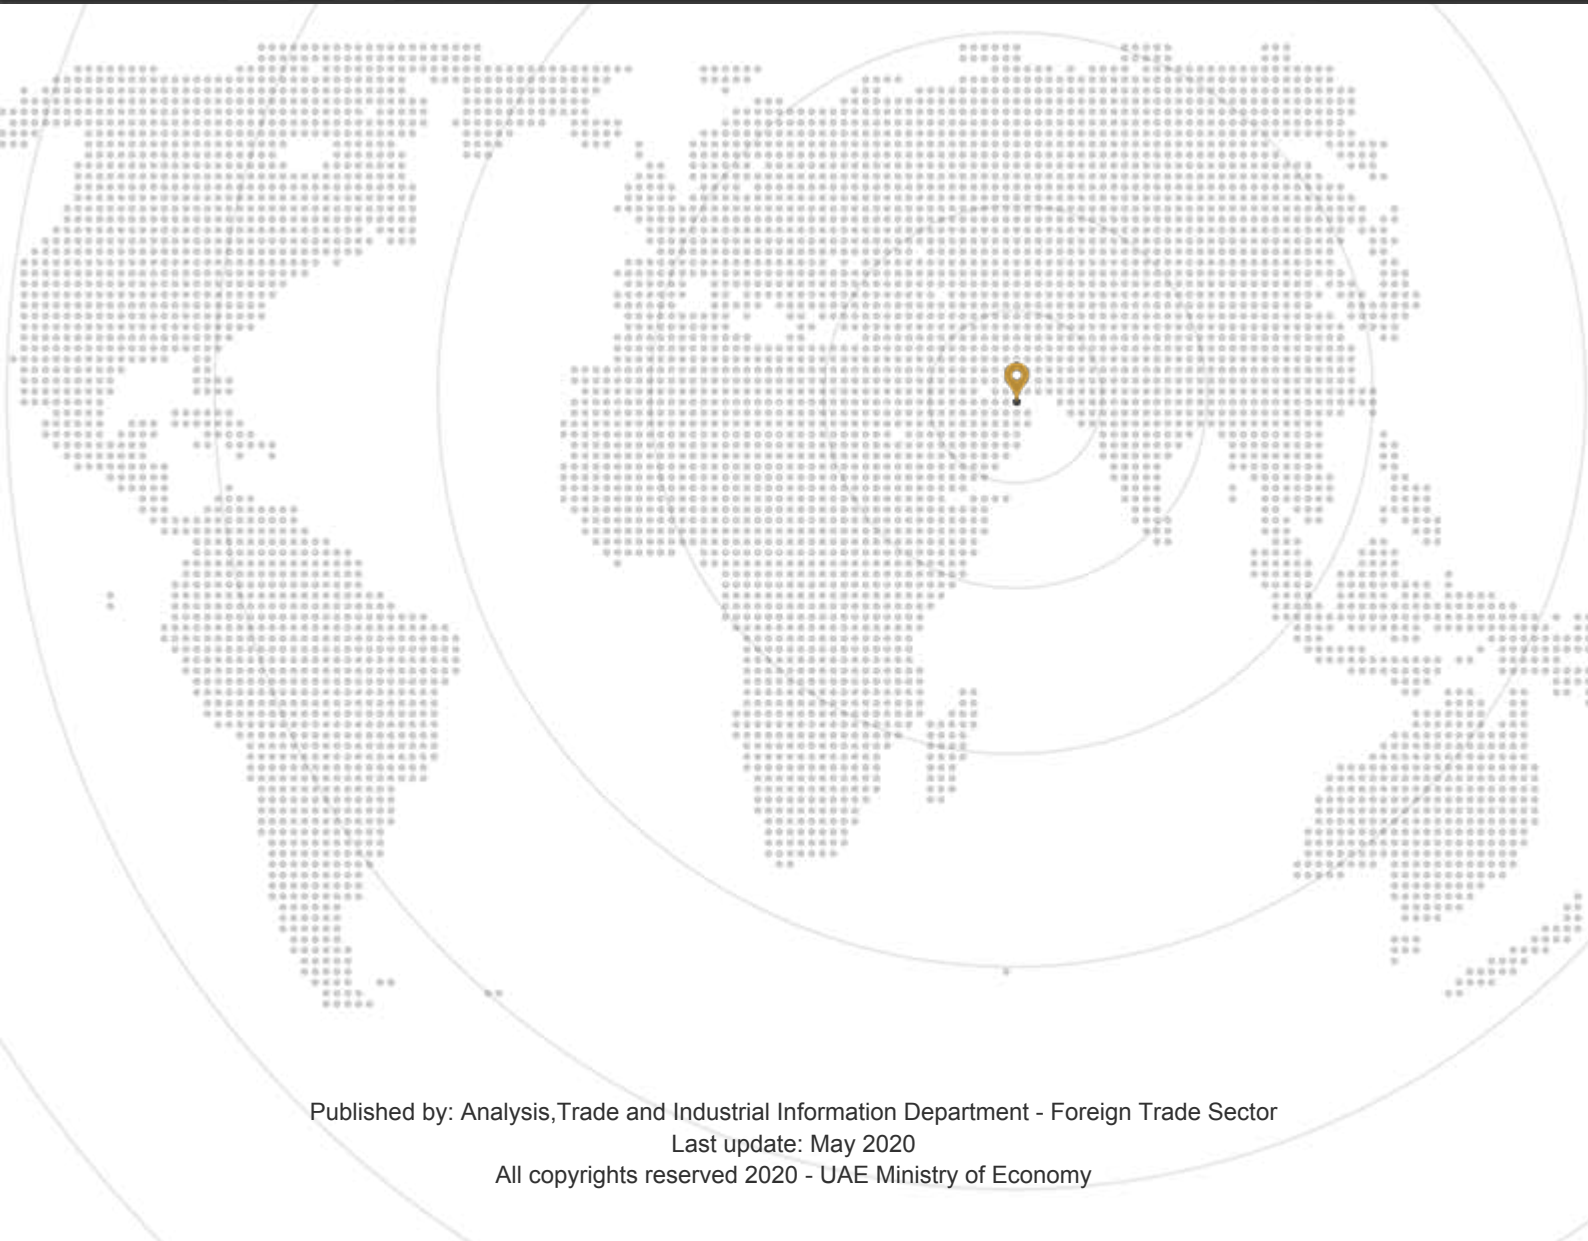 Published by: Analysis,Trade and Industrial Information Department - Foreign Trade Sector
Last update: May 2020
All copyrights reserved 2020 - UAE Ministry of Economy